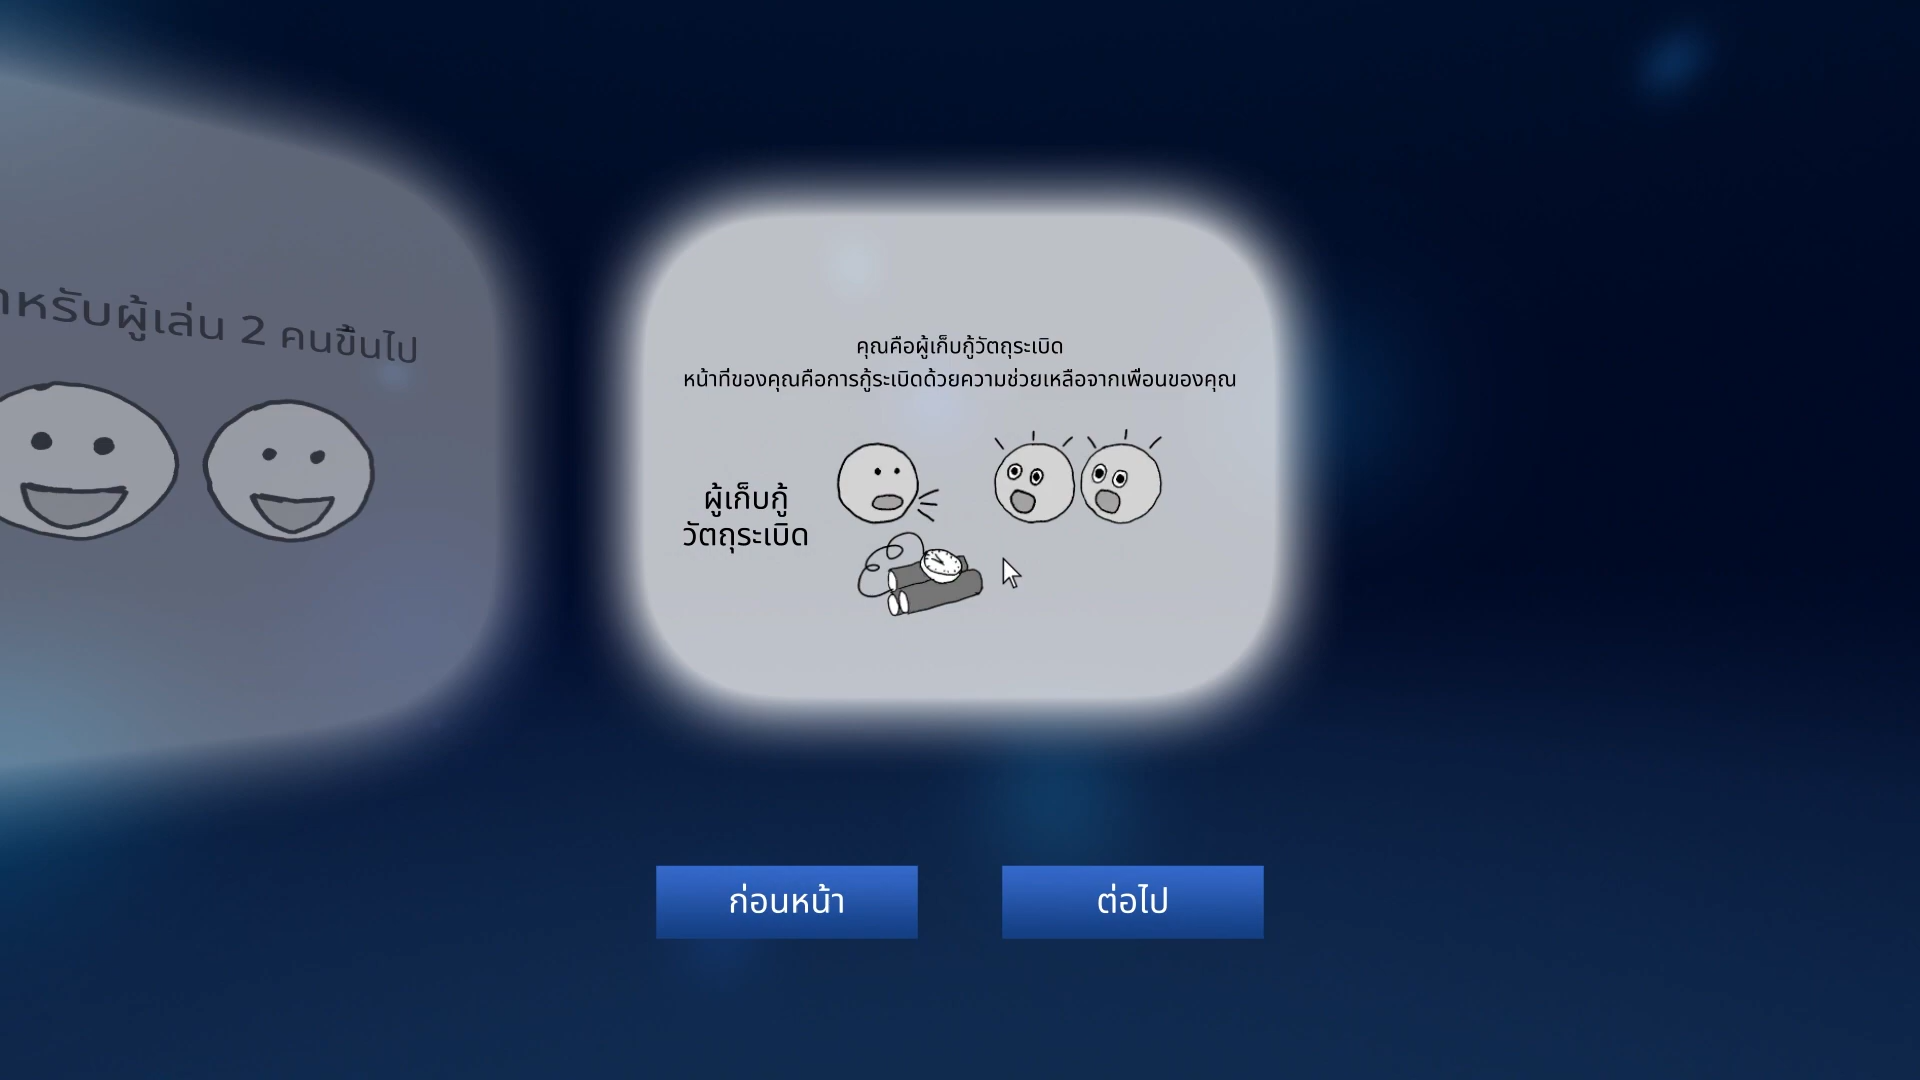 หรับผู้เล่น 2 คนขึ้นไป
คุณคือผู้เก็บกู้วัตถุระเบิด
หน้าที่ของคุณคือการกู้ระเบิดด้วยความช่วยเหลือจากเพื่อนของคุณ
ผู้เก็บกู้
วัตถุระเบิด
ก่อนหน้า
ต่อไป